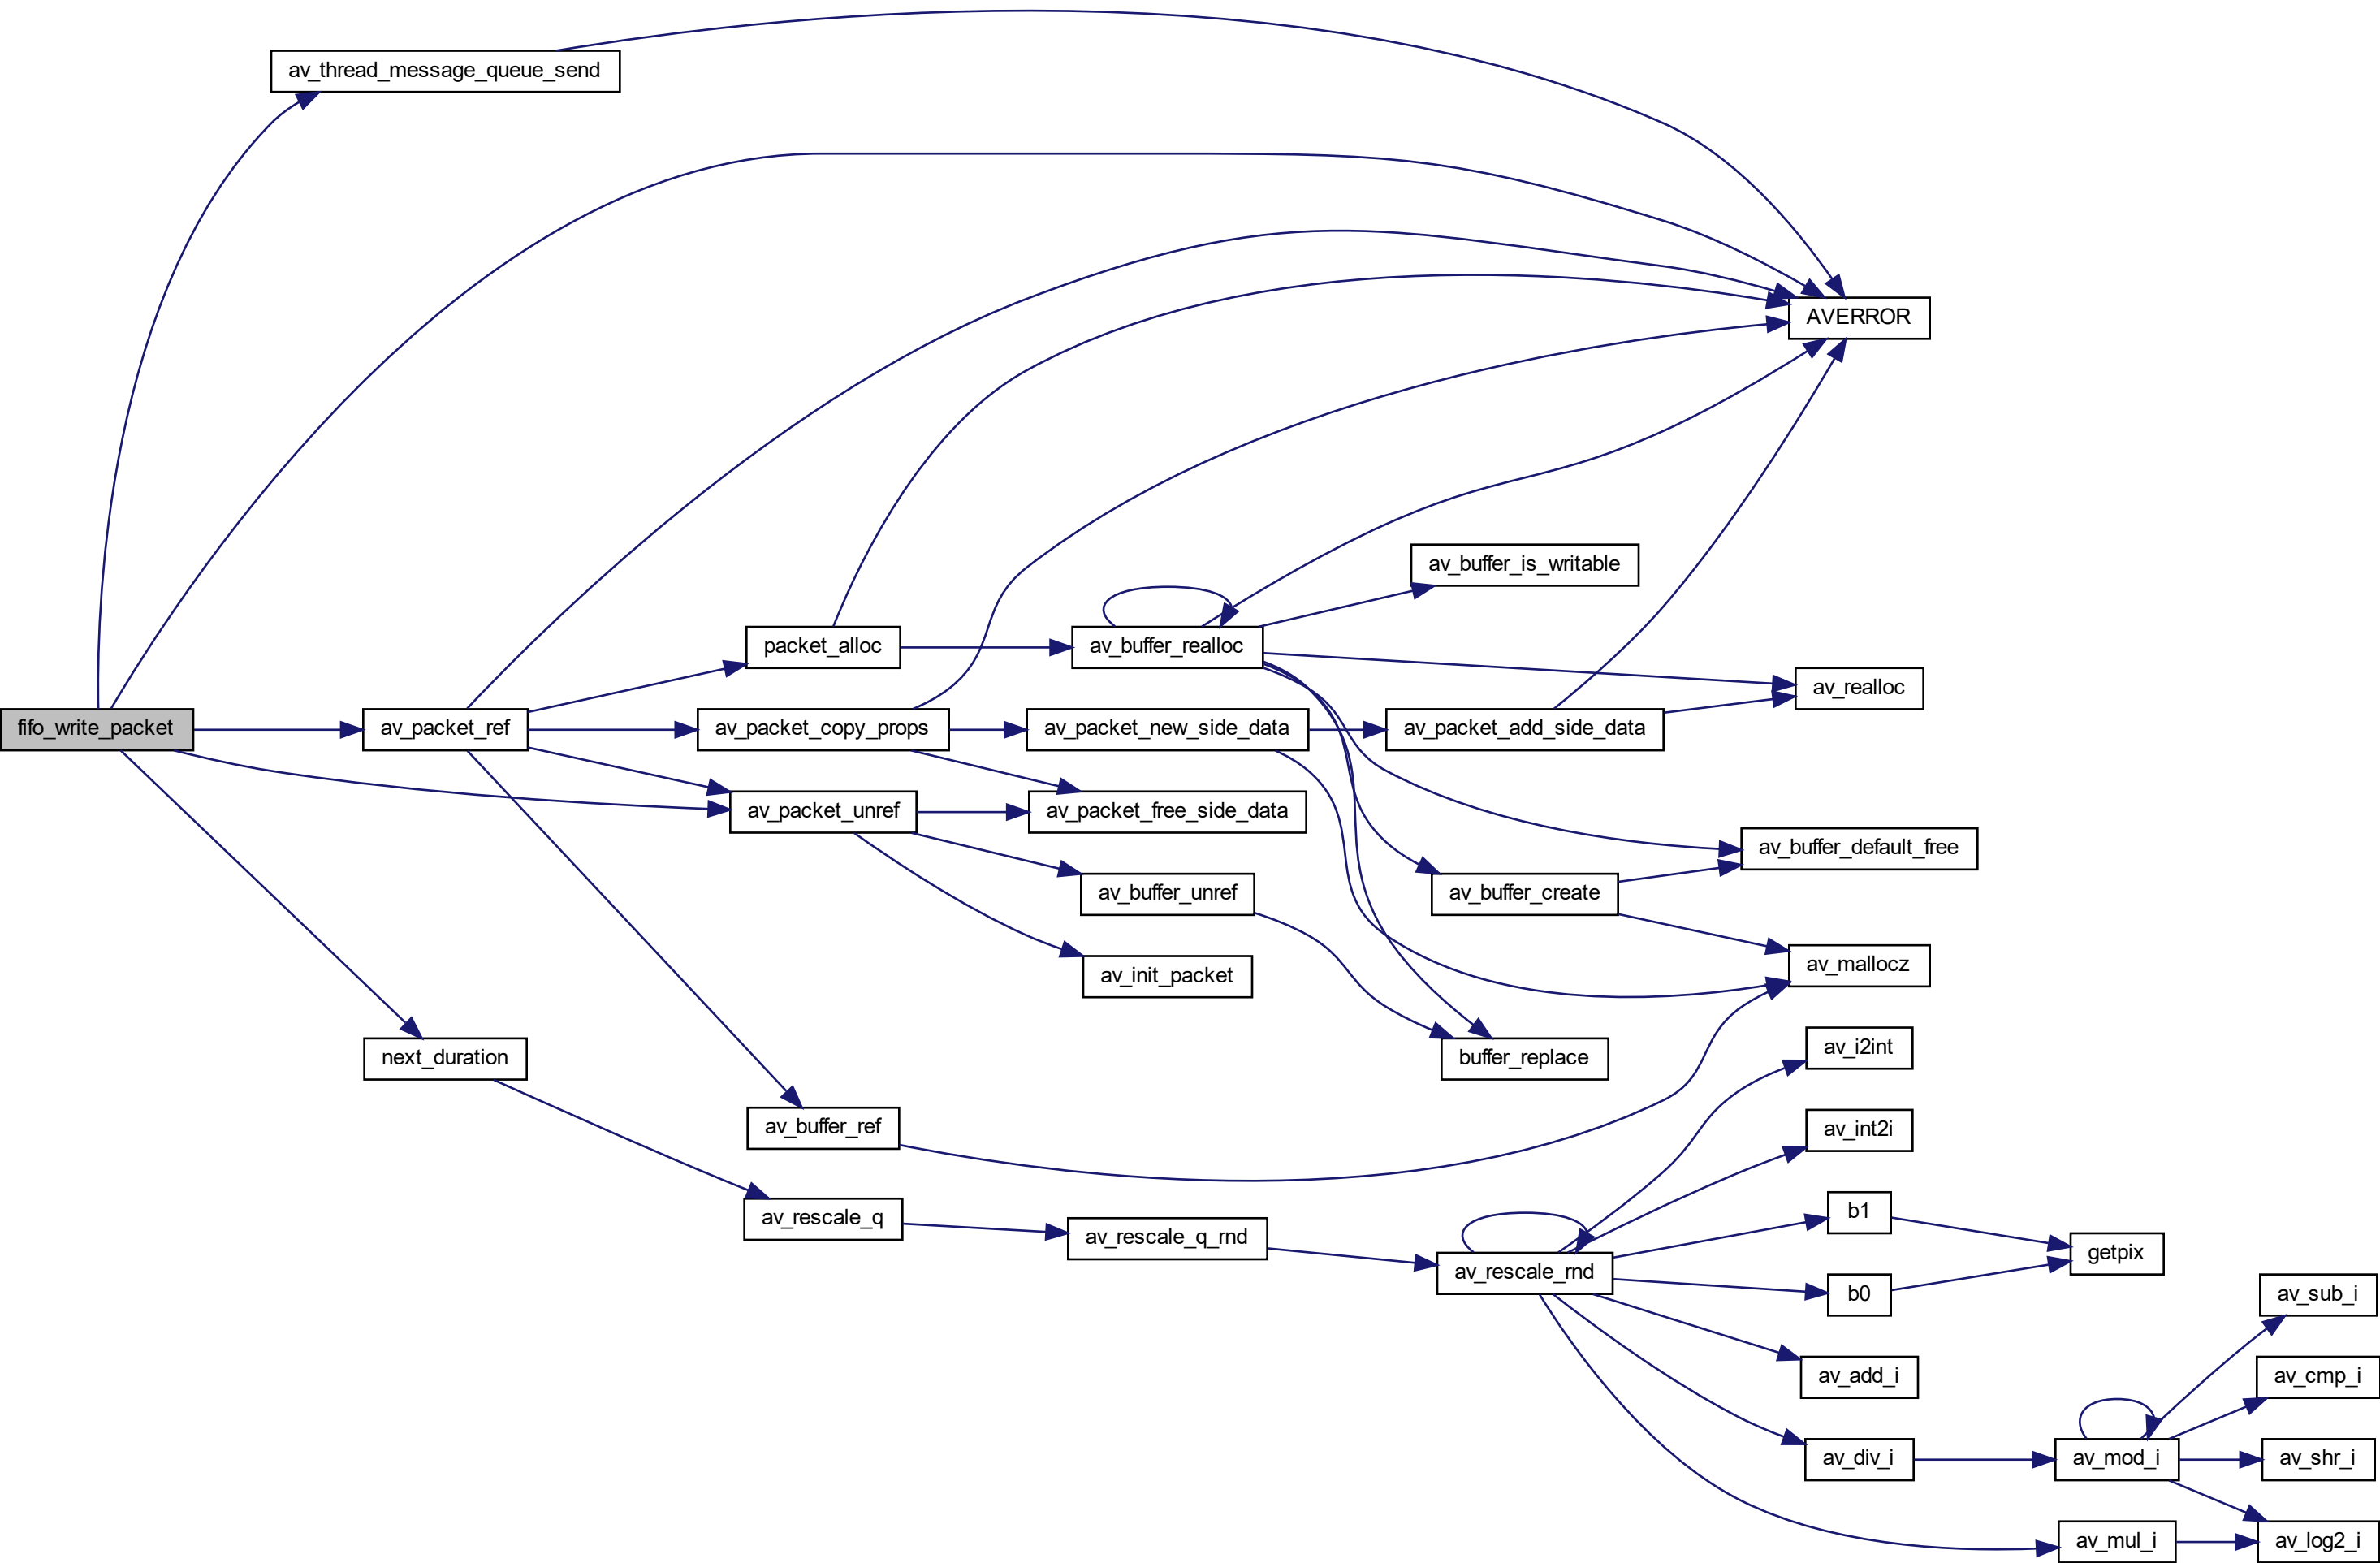 av_thread_message_queue_send
AVERROR
av_buffer_is_writable
packet_alloc
av_buffer_realloc
av_realloc
fifo_write_packet
av_packet_ref
av_packet_copy_props
av_packet_new_side_data
av_packet_add_side_data
av_packet_unref
av_packet_free_side_data
av_buffer_default_free
av_buffer_unref
av_buffer_create
av_init_packet
av_mallocz
next_duration
buffer_replace
av_i2int
av_buffer_ref
av_int2i
av_rescale_q
av_rescale_q_rnd
b1
getpix
av_rescale_rnd
b0
av_sub_i
av_add_i
av_cmp_i
av_div_i
av_mod_i
av_shr_i
av_mul_i
av_log2_i